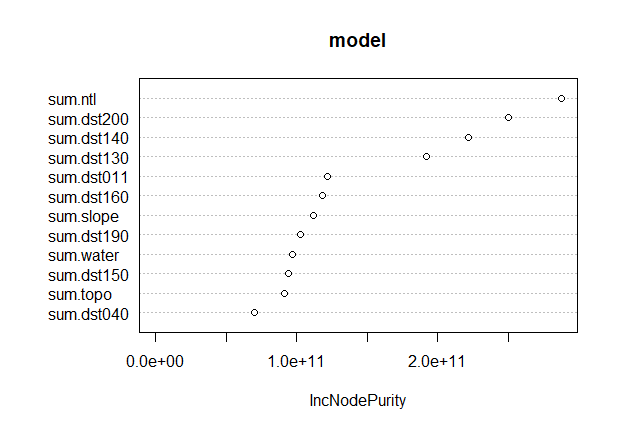 model
sum.ntl
sum.dst200
sum.dst140
sum.dst130
sum.dst011
sum.dst160
sum.slope
sum.dst190
sum.water
sum.dst150
sum.topo
sum.dst040
0.0e+00 1.0e+11 2.0e+11
IncNodePurity